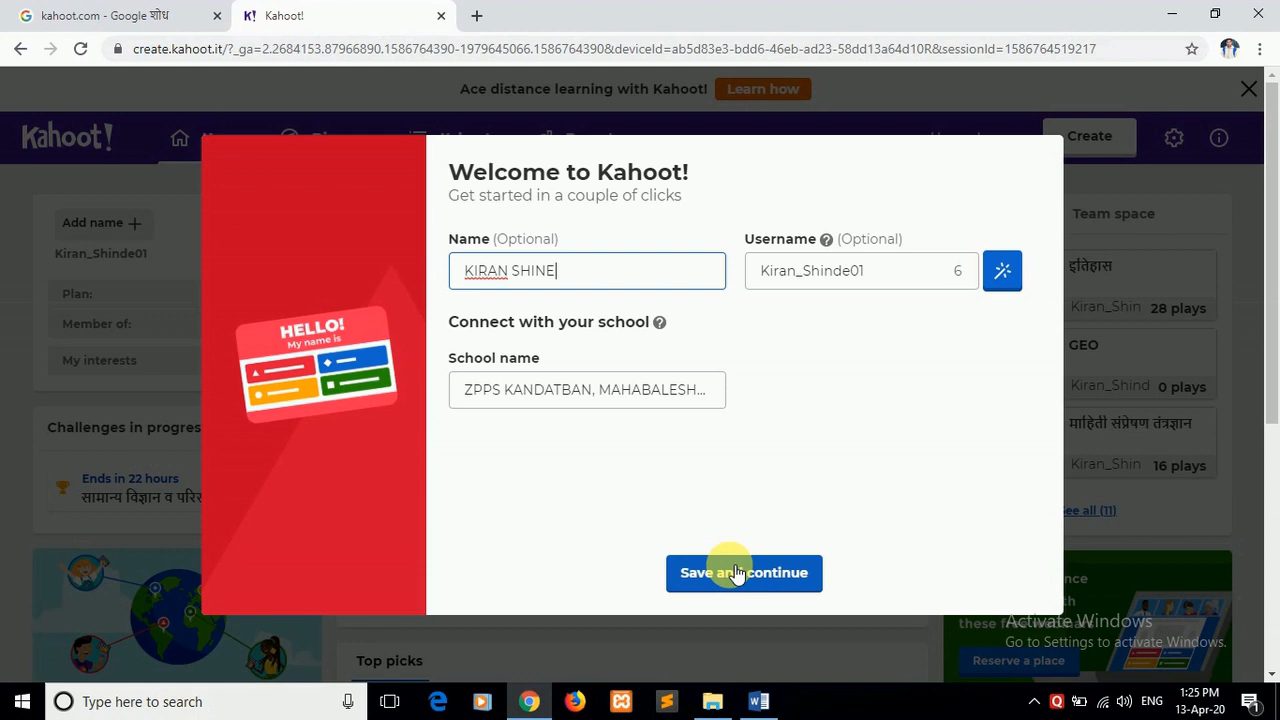 kahoot.com - Google शोध
Kahoot!
create.kahoot.it/?_ga=2.2684153.87966890.1586764390-1979645066.1586764390&deviceId=ab5d83e3-bdd6-46eb-ad23-58dd13a64d10R&sessionId=1586764519217
Ace distance learning with Kahoot! Learn how
Kahoot!
Create
Add name
Kiran_Shinde01
Plan:
Member of:
My interests
Challenges in progress
Ends in 22 hours
सामान्य विज्ञान व
HELLO!
My name is
Welcome to Kahoot!
Get started in a couple of clicks
Name (Optional)
KIRAN SHINE
Username ? (Optional)
Kiran_Shinde01 6
Connect with your school ?
School name
ZPPS KANDATBAN, MAHABALESH...
Save and continue
Team space
इतिहास
Kiran_Shin 28 plays
GEO
Kiran_Shind 0 plays
माहिती संप्रेषण तंत्रज्ञान
Kiran_Shin 16 plays
See all (11)
Top picks
these free
Reserve a place
Activate Windows
Go to Settings to activate Windows.
Type here to search
ENG
1:25 PM
13-Apr-20